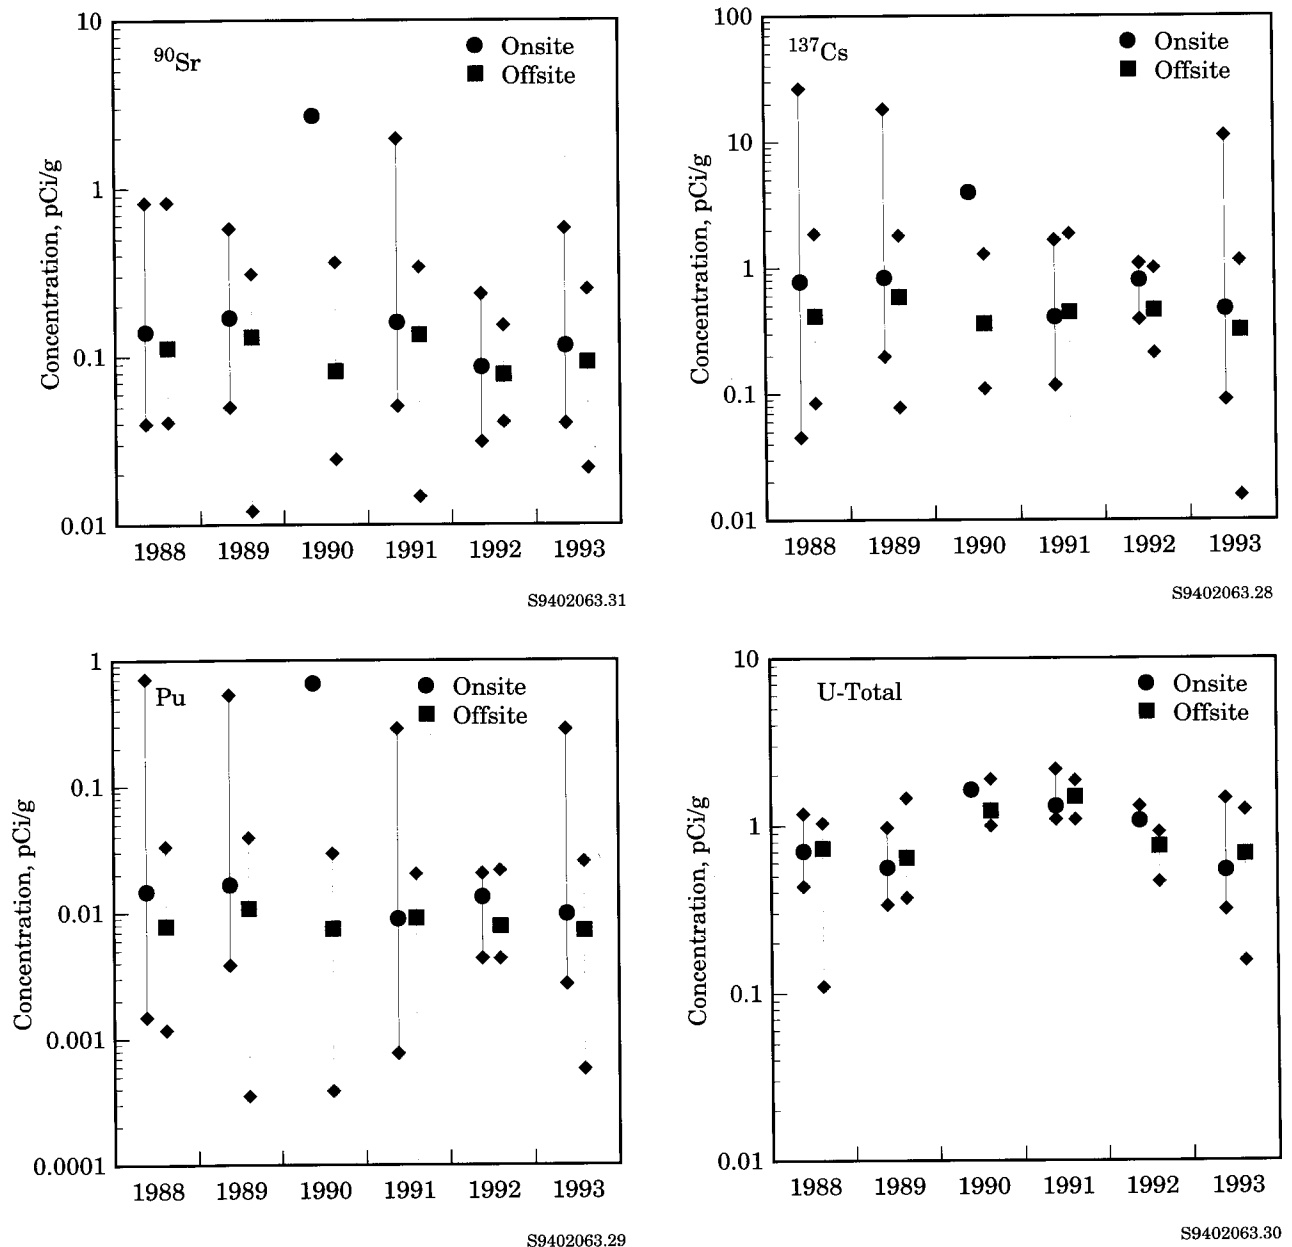 10
1
0.1
0.01
Concentration, pCi/g
90Sr
Onsite
Offsite
1988 1989 1990 1991 1992 1993
S9402063.31
100
10
1
0.1
0.01
Concentration, pCi/g
137Cs
Onsite
Offsite
1988 1989 1990 1991 1992 1993
S9402063.28
1
0.1
0.01
0.001
0.0001
Concentration, pCi/g
Pu
Onsite
Offsite
1988 1989 1990 1991 1992 1993
S9402063.29
10
1
0.1
0.01
Concentration, pCi/g
U-Total
Onsite
Offsite
1988 1989 1990 1991 1992 1993
S9402063.30